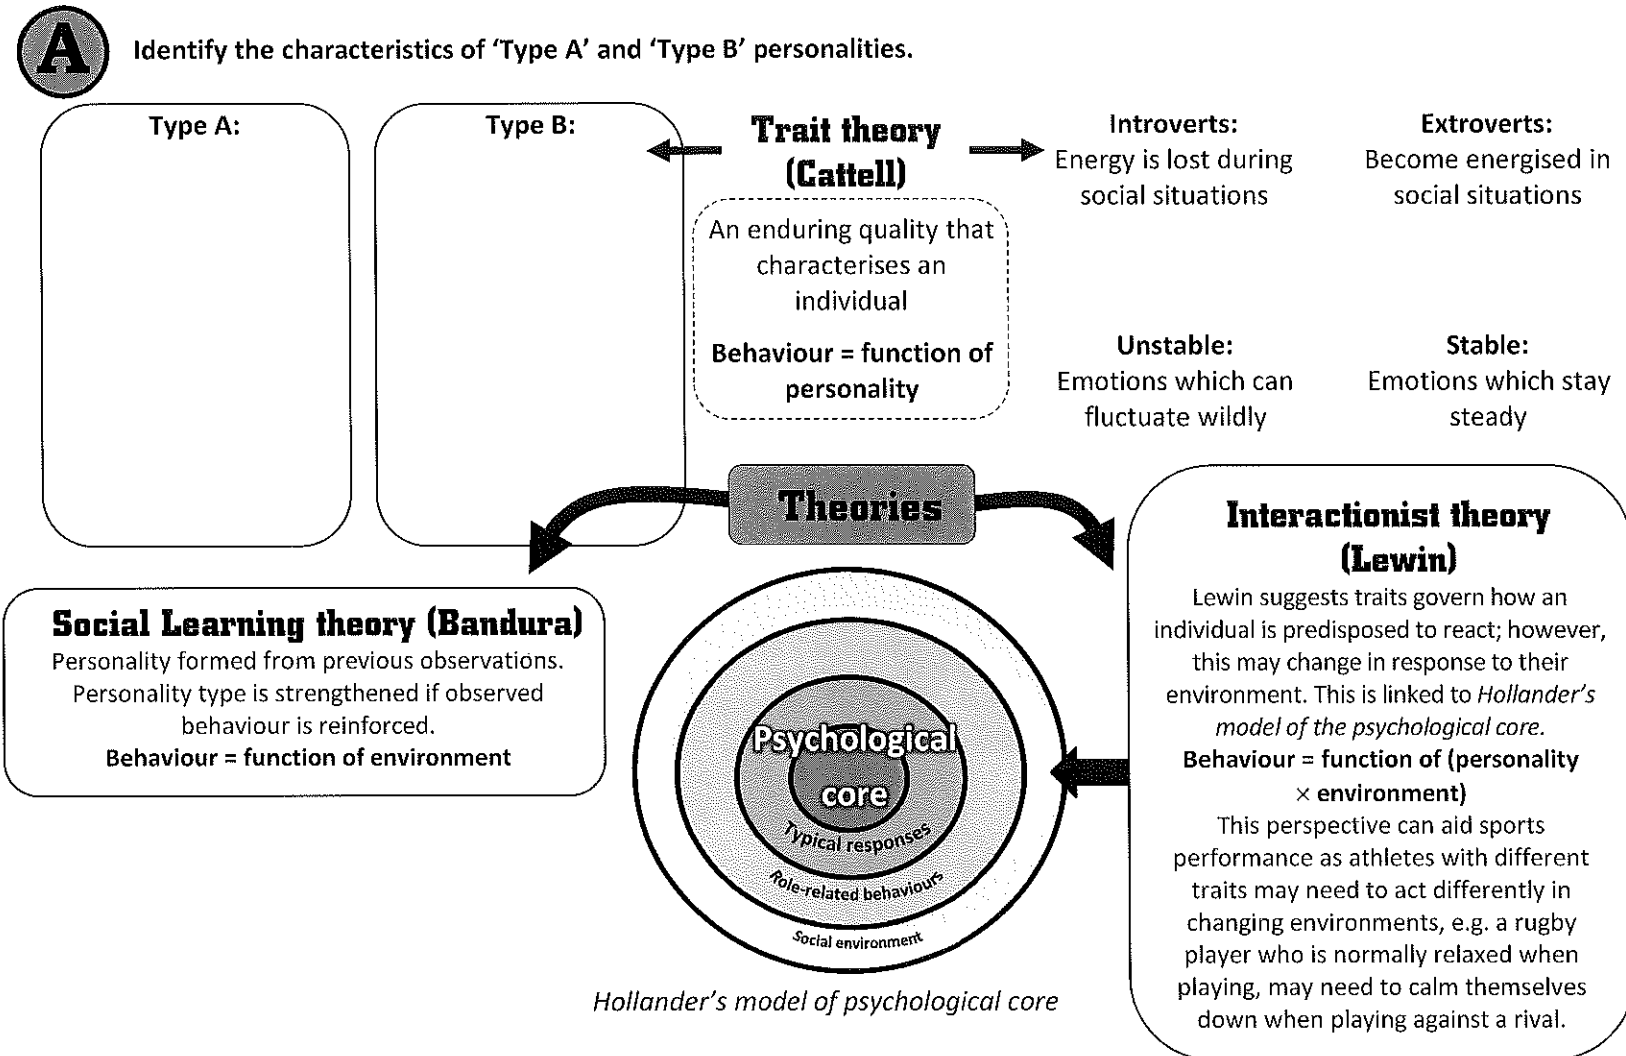 A
Identify the characteristics of ‘Type A’ and ‘Type B’ personalities.
Type A:
Type B:
Trait theory
(Cattell)
An enduring quality that
characterises an
individual
Behaviour = function of
personality
Introverts:
Energy is lost during
social situations
Extroverts:
Become energised in
social situations
Unstable:
Emotions which can
fluctuate wildly
Stable:
Emotions which stay
steady
Theories
Social Learning theory (Bandura)
Personality formed from previous observations.
Personality type is strengthened if observed
behaviour is reinforced.
Behaviour = function of environment
Psychological
core
Typical responses
Role-related behaviours
Social environment
Hollander’s model of psychological core
Interactionist theory
(Lewin)
Lewin suggests traits govern how an
individual is predisposed to react; however,
this may change in response to their
environment. This is linked to Hollander’s
model of the psychological core.
Behaviour = function of (personality
× environment)
This perspective can aid sports
performance as athletes with different
traits may need to act differently in
changing environments, e.g. a rugby
player who is normally relaxed when
playing, may need to calm themselves
down when playing against a rival.